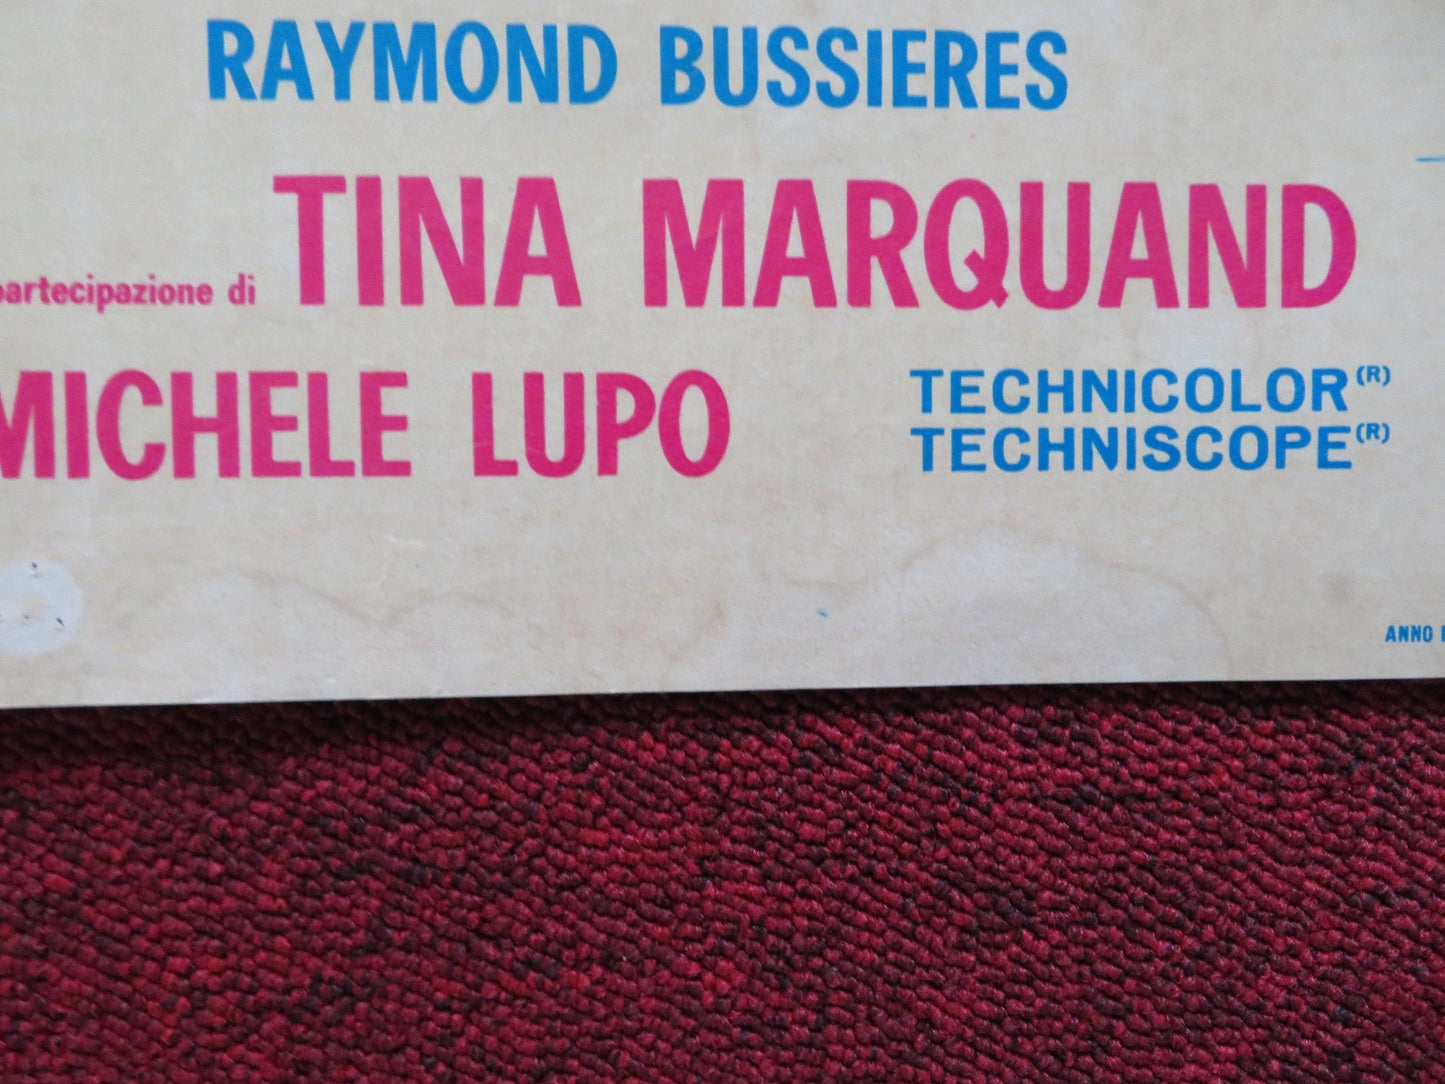 RAYMOND BUSSIERES
partecipazione di TINA MARQUAND
MICHELE LUPO
TECHNICOLOR(R)
TECHNISCOPE(R)
ANNO